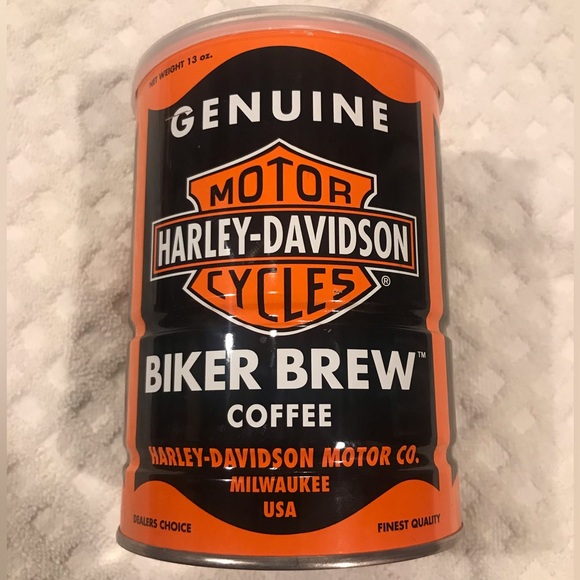 NET WEIGHT 13 oz.
GENUINE
MOTOR
HARLEY-DAVIDSON
CYCLES®
BIKER BREW™
COFFEE
HARLEY-DAVIDSON MOTOR CO.
MILWAUKEE
USA
DEALERS CHOICE
FINEST QUALITY